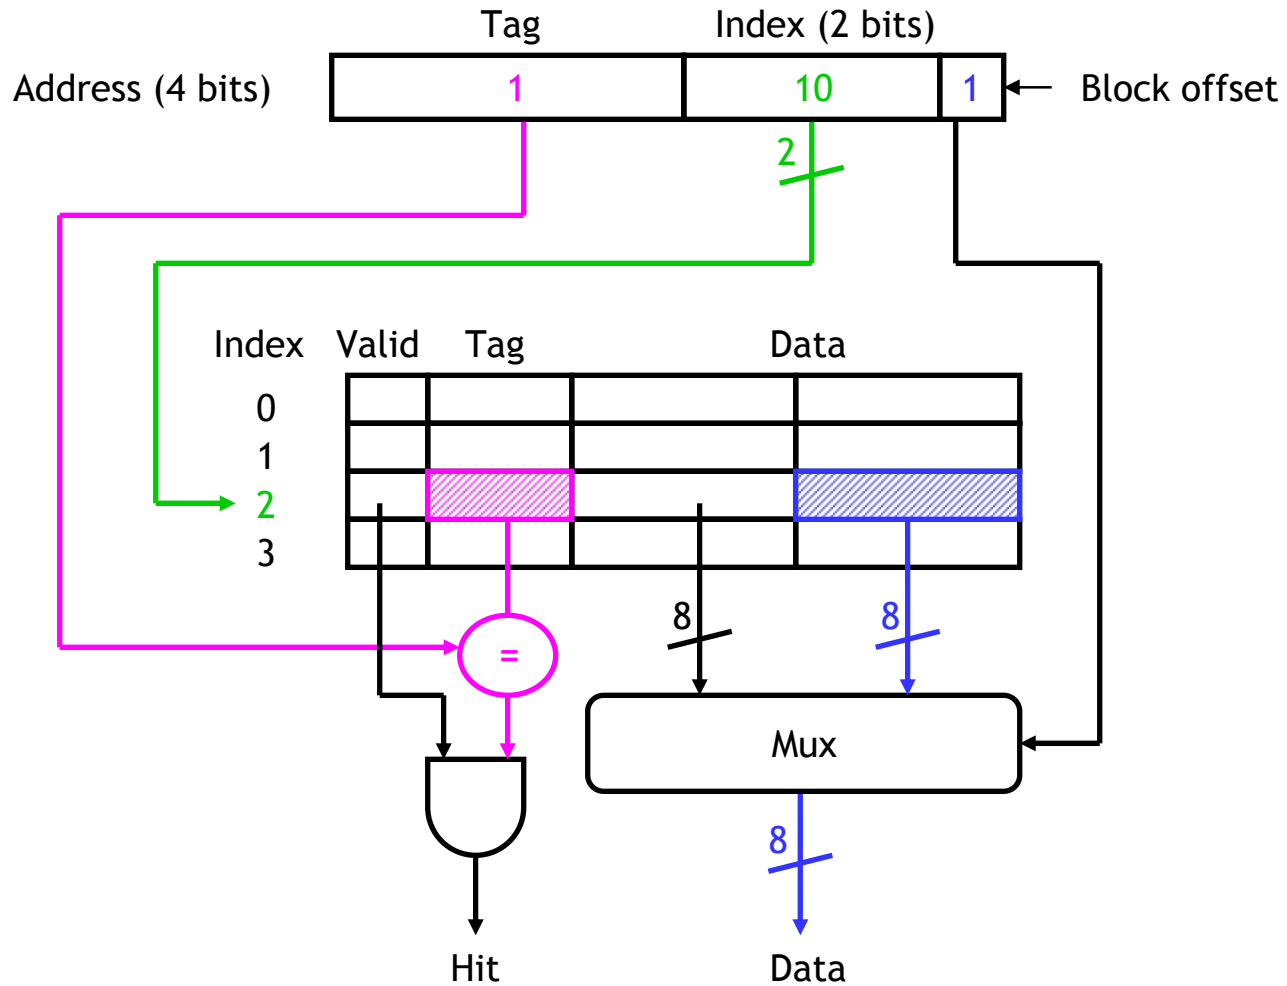 Tag Index (2 bits)
Address (4 bits) 1 10 1 Block offset
2
Index Valid Tag Data
0
1
2
3
8 8
=
Mux
8
Hit Data